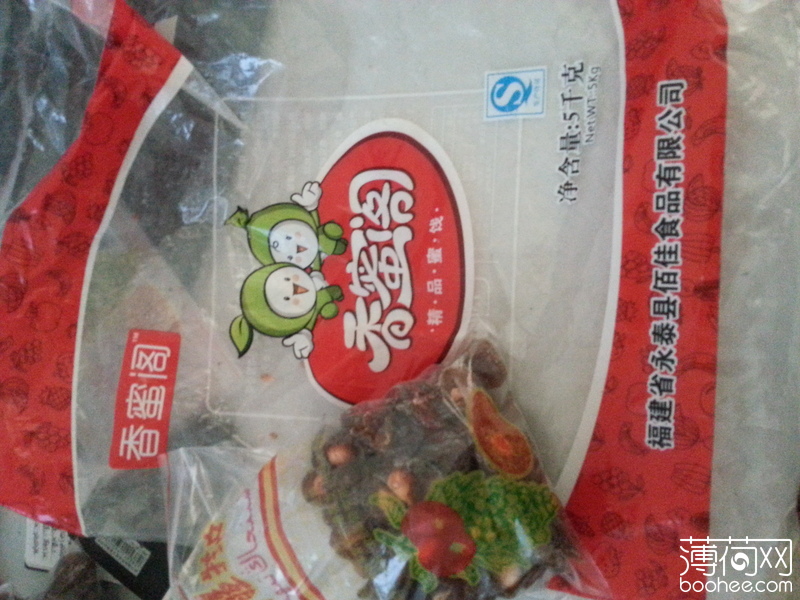 香蜜阁™
香蜜阁
精·品·蜜·饯
净含量:5千克
Net WT: 5Kg
福建省永泰县佰佳食品有限公司
薄荷网
boohee.com